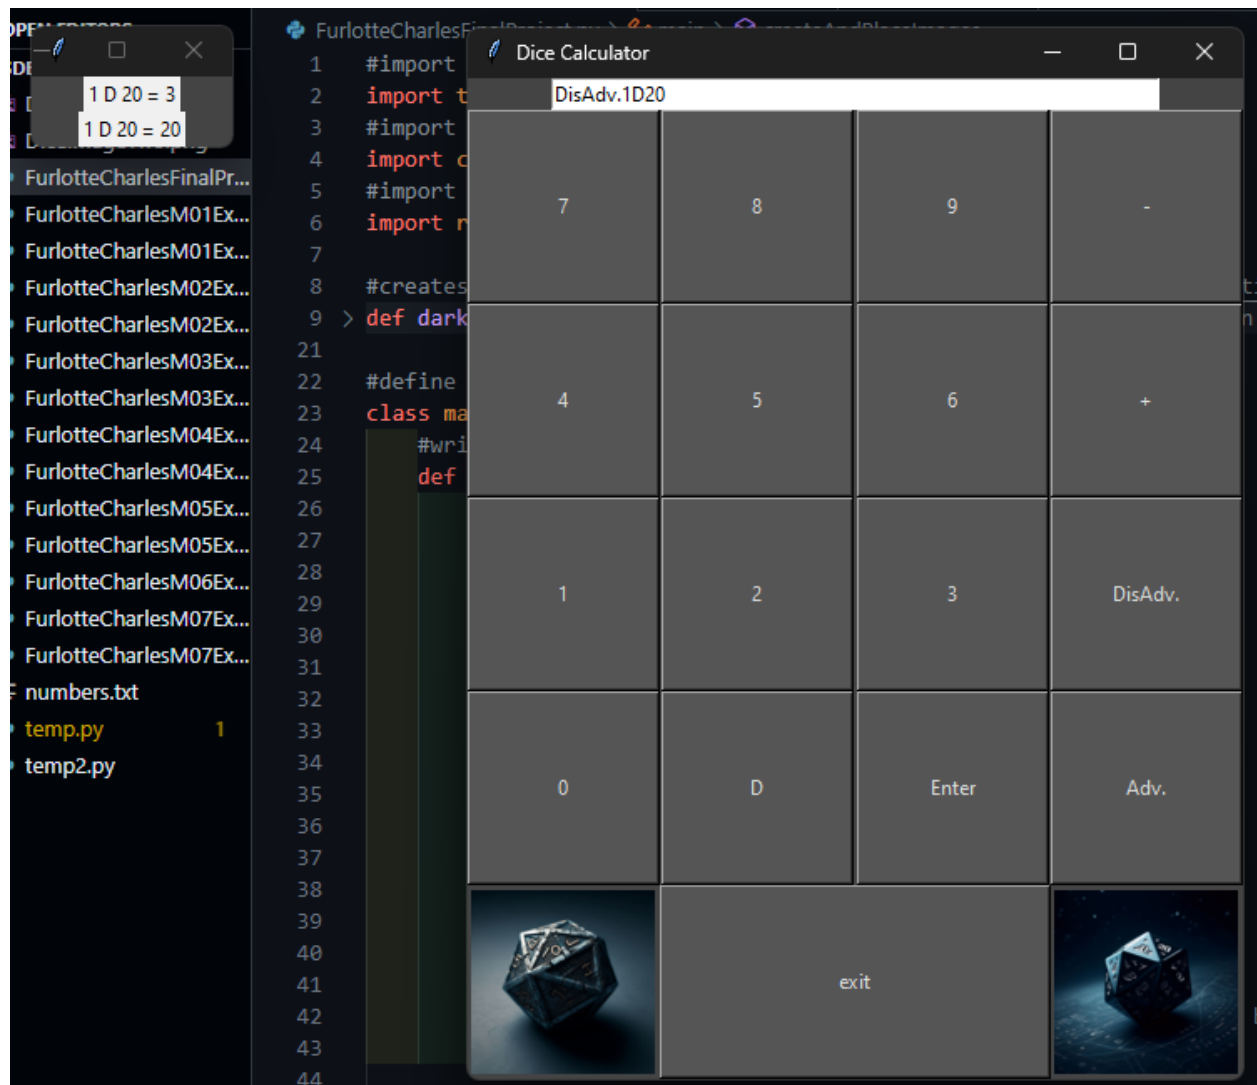 1 D 20 = 3
1 D 20 = 20
FurlotteCharlesFinalPr...
FurlotteCharlesM01Ex...
FurlotteCharlesM01Ex...
FurlotteCharlesM02Ex...
FurlotteCharlesM02Ex...
FurlotteCharlesM03Ex...
FurlotteCharlesM03Ex...
FurlotteCharlesM04Ex...
FurlotteCharlesM04Ex...
FurlotteCharlesM05Ex...
FurlotteCharlesM05Ex...
FurlotteCharlesM06Ex...
FurlotteCharlesM07Ex...
FurlotteCharlesM07Ex...
numbers.txt
temp.py 1
temp2.py
1 #import
2 import t
3 #import
4 import c
5 #import
6 import r
7
8 #creates
9 def dark
21
22 #define
23 class ma
24 #wri
25 def
26
27
28
29
30
31
32
33
34
35
36
37
38
39
40
41
42
43
44
Dice Calculator
DisAdv.1D20
7 8 9 -
4 5 6 +
1 2 3 DisAdv.
0 D Enter Adv.
exit